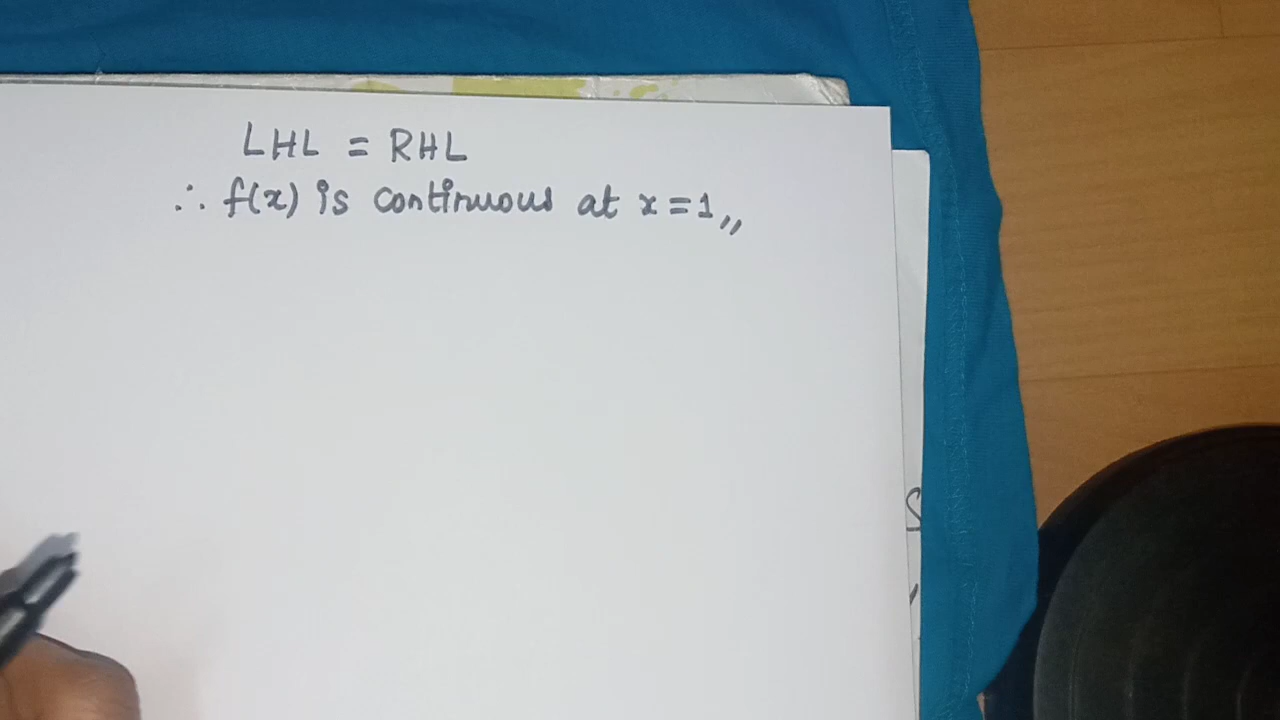 LHL = RHL
∴ f(x) is continuous at x=1,,